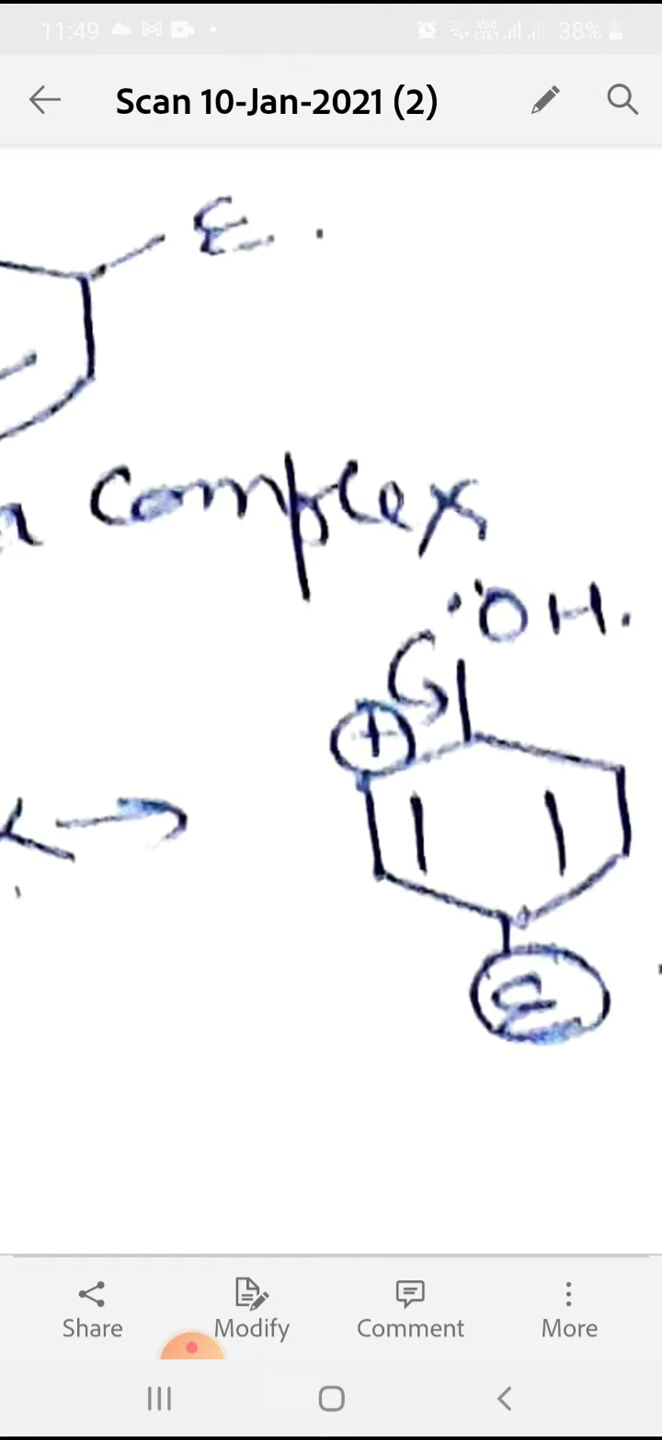 11:49 38%
Scan 10-Jan-2021 (2)
E.
complex
OH.
+
E
Share Modify Comment More